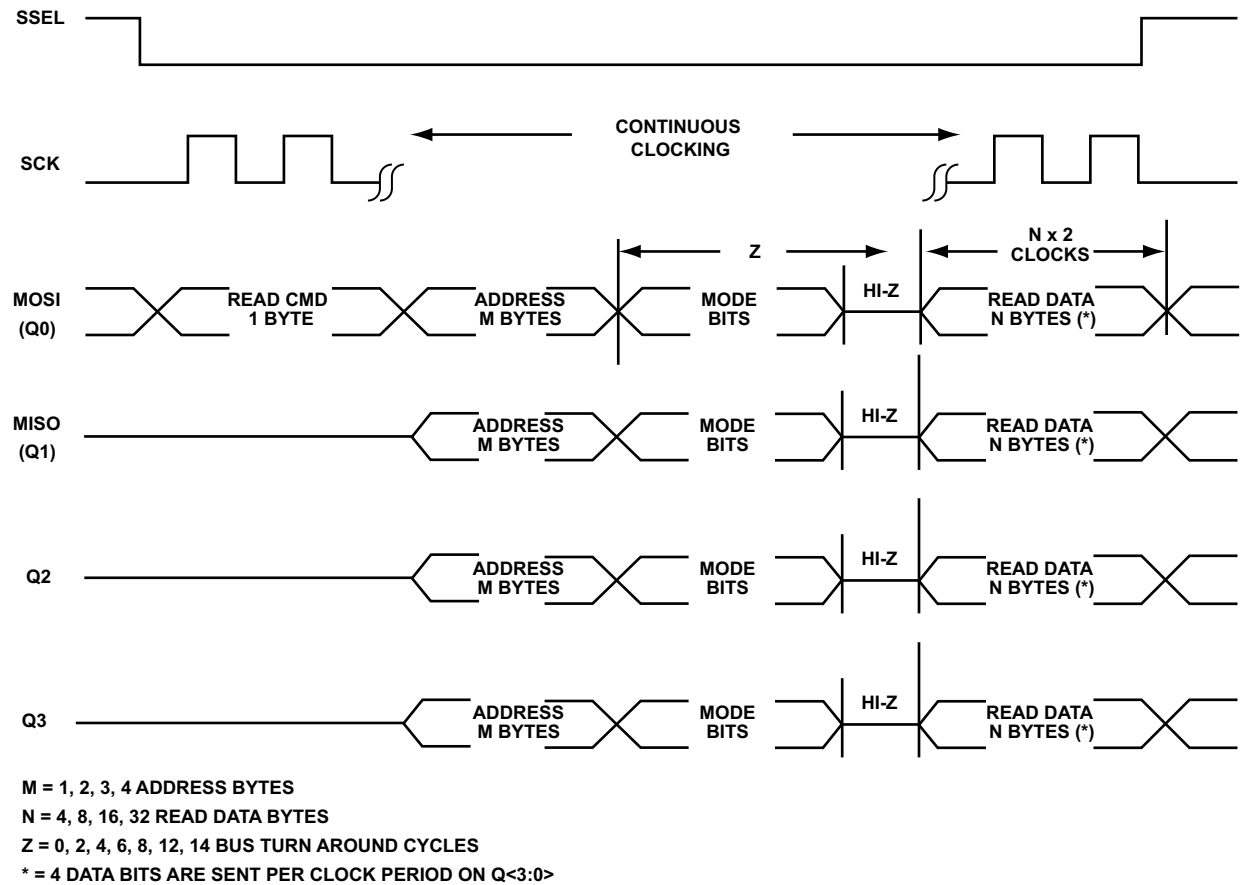 SSEL
SCK
CONTINUOUS
CLOCKING
Z
N x 2
CLOCKS
MOSI
(Q0)
READ CMD
1 BYTE
ADDRESS
M BYTES
MODE
BITS
HI-Z
READ DATA
N BYTES (*)
MISO
(Q1)
ADDRESS
M BYTES
MODE
BITS
HI-Z
READ DATA
N BYTES (*)
Q2
ADDRESS
M BYTES
MODE
BITS
HI-Z
READ DATA
N BYTES (*)
Q3
ADDRESS
M BYTES
MODE
BITS
HI-Z
READ DATA
N BYTES (*)
M = 1, 2, 3, 4 ADDRESS BYTES
N = 4, 8, 16, 32 READ DATA BYTES
Z = 0, 2, 4, 6, 8, 12, 14 BUS TURN AROUND CYCLES
* = 4 DATA BITS ARE SENT PER CLOCK PERIOD ON Q<3:0>